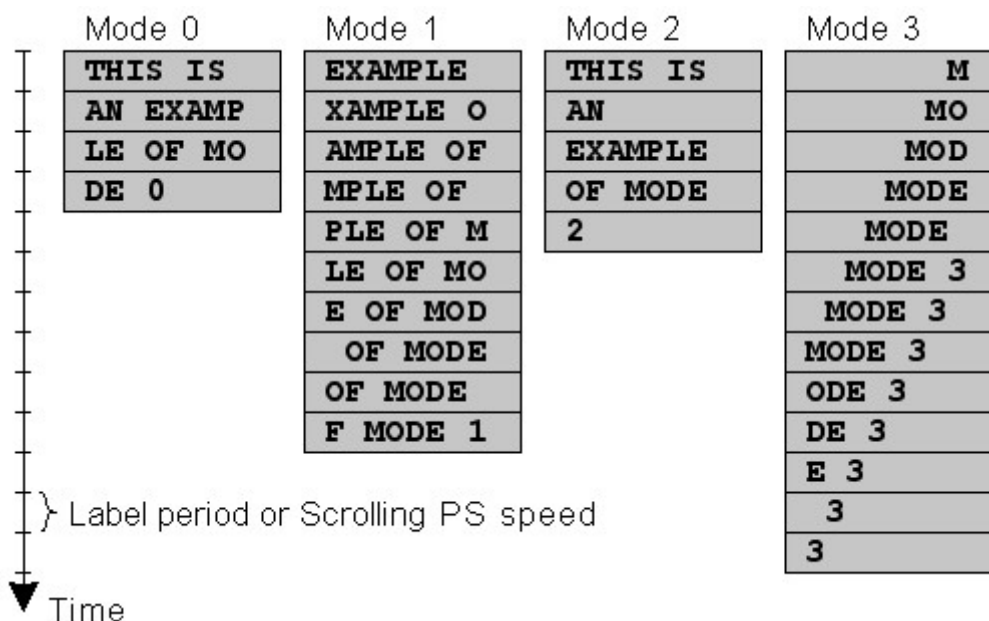 Mode 0
THIS IS
AN EXAMP
LE OF MO
DE 0
Mode 1
EXAMPLE
XAMPLE O
AMPLE OF
MPLE OF
PLE OF M
LE OF MO
E OF MOD
OF MODE
OF MODE
F MODE 1
Mode 2
THIS IS
AN
EXAMPLE
OF MODE
2
Mode 3
M
MO
MOD
MODE
MODE
MODE 3
MODE 3
MODE 3
ODE 3
DE 3
E 3
3
3
Label period or Scrolling PS speed
Time